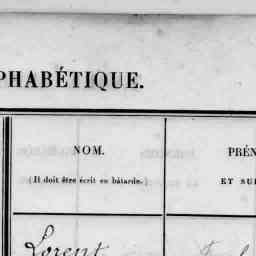 PHABÉTIQUE.
NOM.
(Il doit être écrit en bâtarde.)
PRÉN
ET SU
Lorent